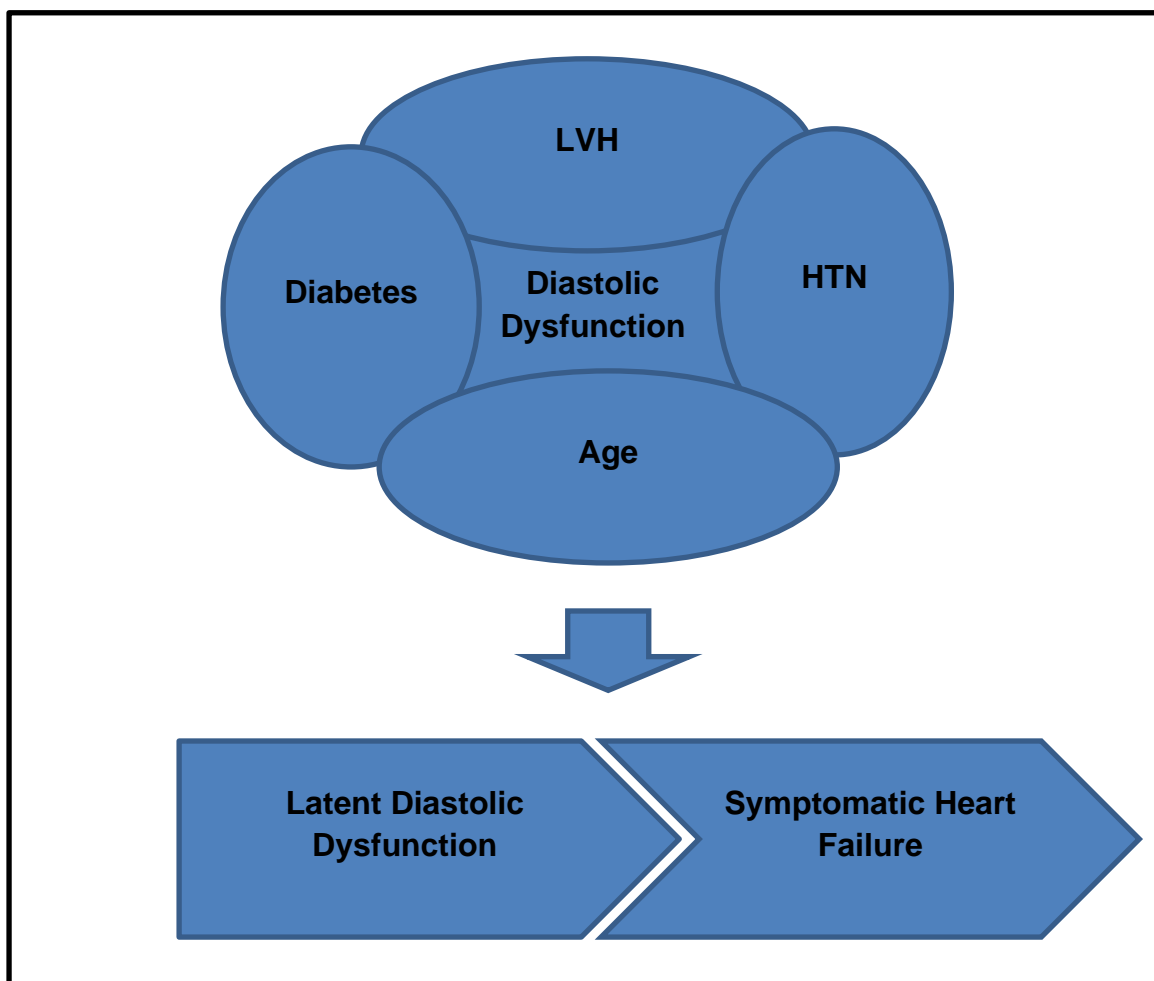 LVH
Diabetes
Diastolic
Dysfunction
HTN
Age
Latent Diastolic
Dysfunction
Symptomatic Heart
Failure